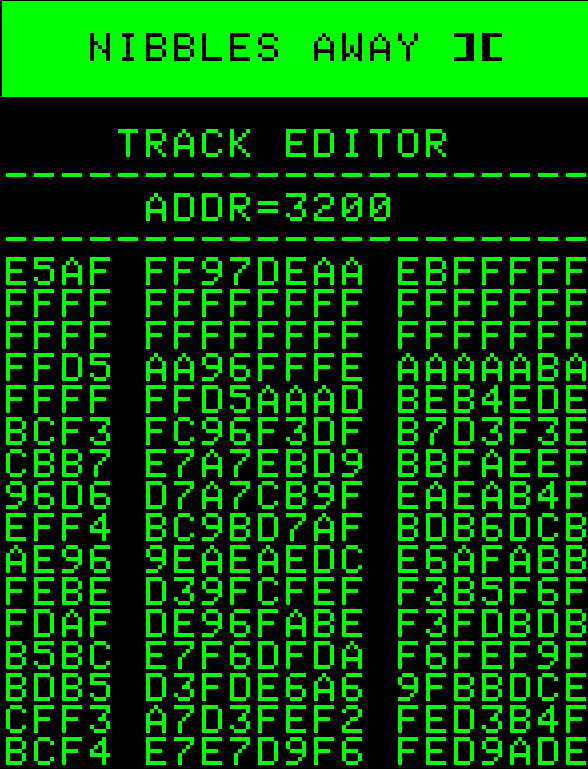 NIBBLES AWAY ][
TRACK EDITOR
---------------------
ADDR=3200
---------------------
E5AF FF97DEAA EBFFFFF
FFFF FFFFFFFF FFFFFFF
FFFF FFFFFFFF FFFFFFF
FFD5 AA96FFFE AAAAABA
FFFF FFD5AAAD BEB4EDE
BCF3 FC96F3DF B7D3F3E
CBB7 E7A7EBD9 BBFAEEF
96D6 D7A7CB9F EAEAB4F
EFF4 BC9BD7AF BDB6DCB
AE96 9EAEAEDC E6AFABB
FEBE D39FCFEF F3B5F6F
FDAF DE96FABE F3FDBDB
B5BC E7F6DFDA F6FEF9F
BDB5 D3FDE6A6 9FBBDCE
CFF3 A7D3FEF2 FED3B4F
BCF4 E7E7D9F6 FED9ADE